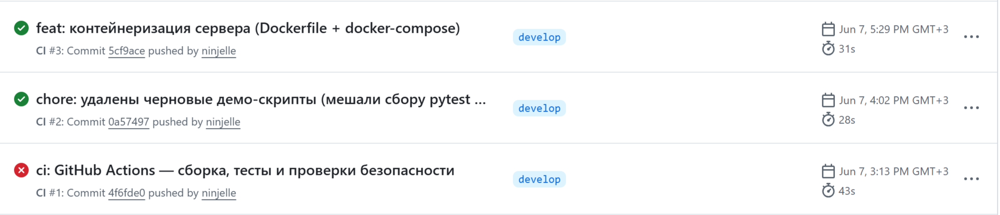 feat: контейнеризация сервера (Dockerfile + docker-compose)
CI #3: Commit 5cf9ace pushed by ninjelle
develop
Jun 7, 5:29 PM GMT+3
31s
chore: удалены черновые демо-скрипты (мешали сбору pytest ...
CI #2: Commit 0a57497 pushed by ninjelle
develop
Jun 7, 4:02 PM GMT+3
28s
ci: GitHub Actions — сборка, тесты и проверки безопасности
CI #1: Commit 4f6fde0 pushed by ninjelle
develop
Jun 7, 3:13 PM GMT+3
43s